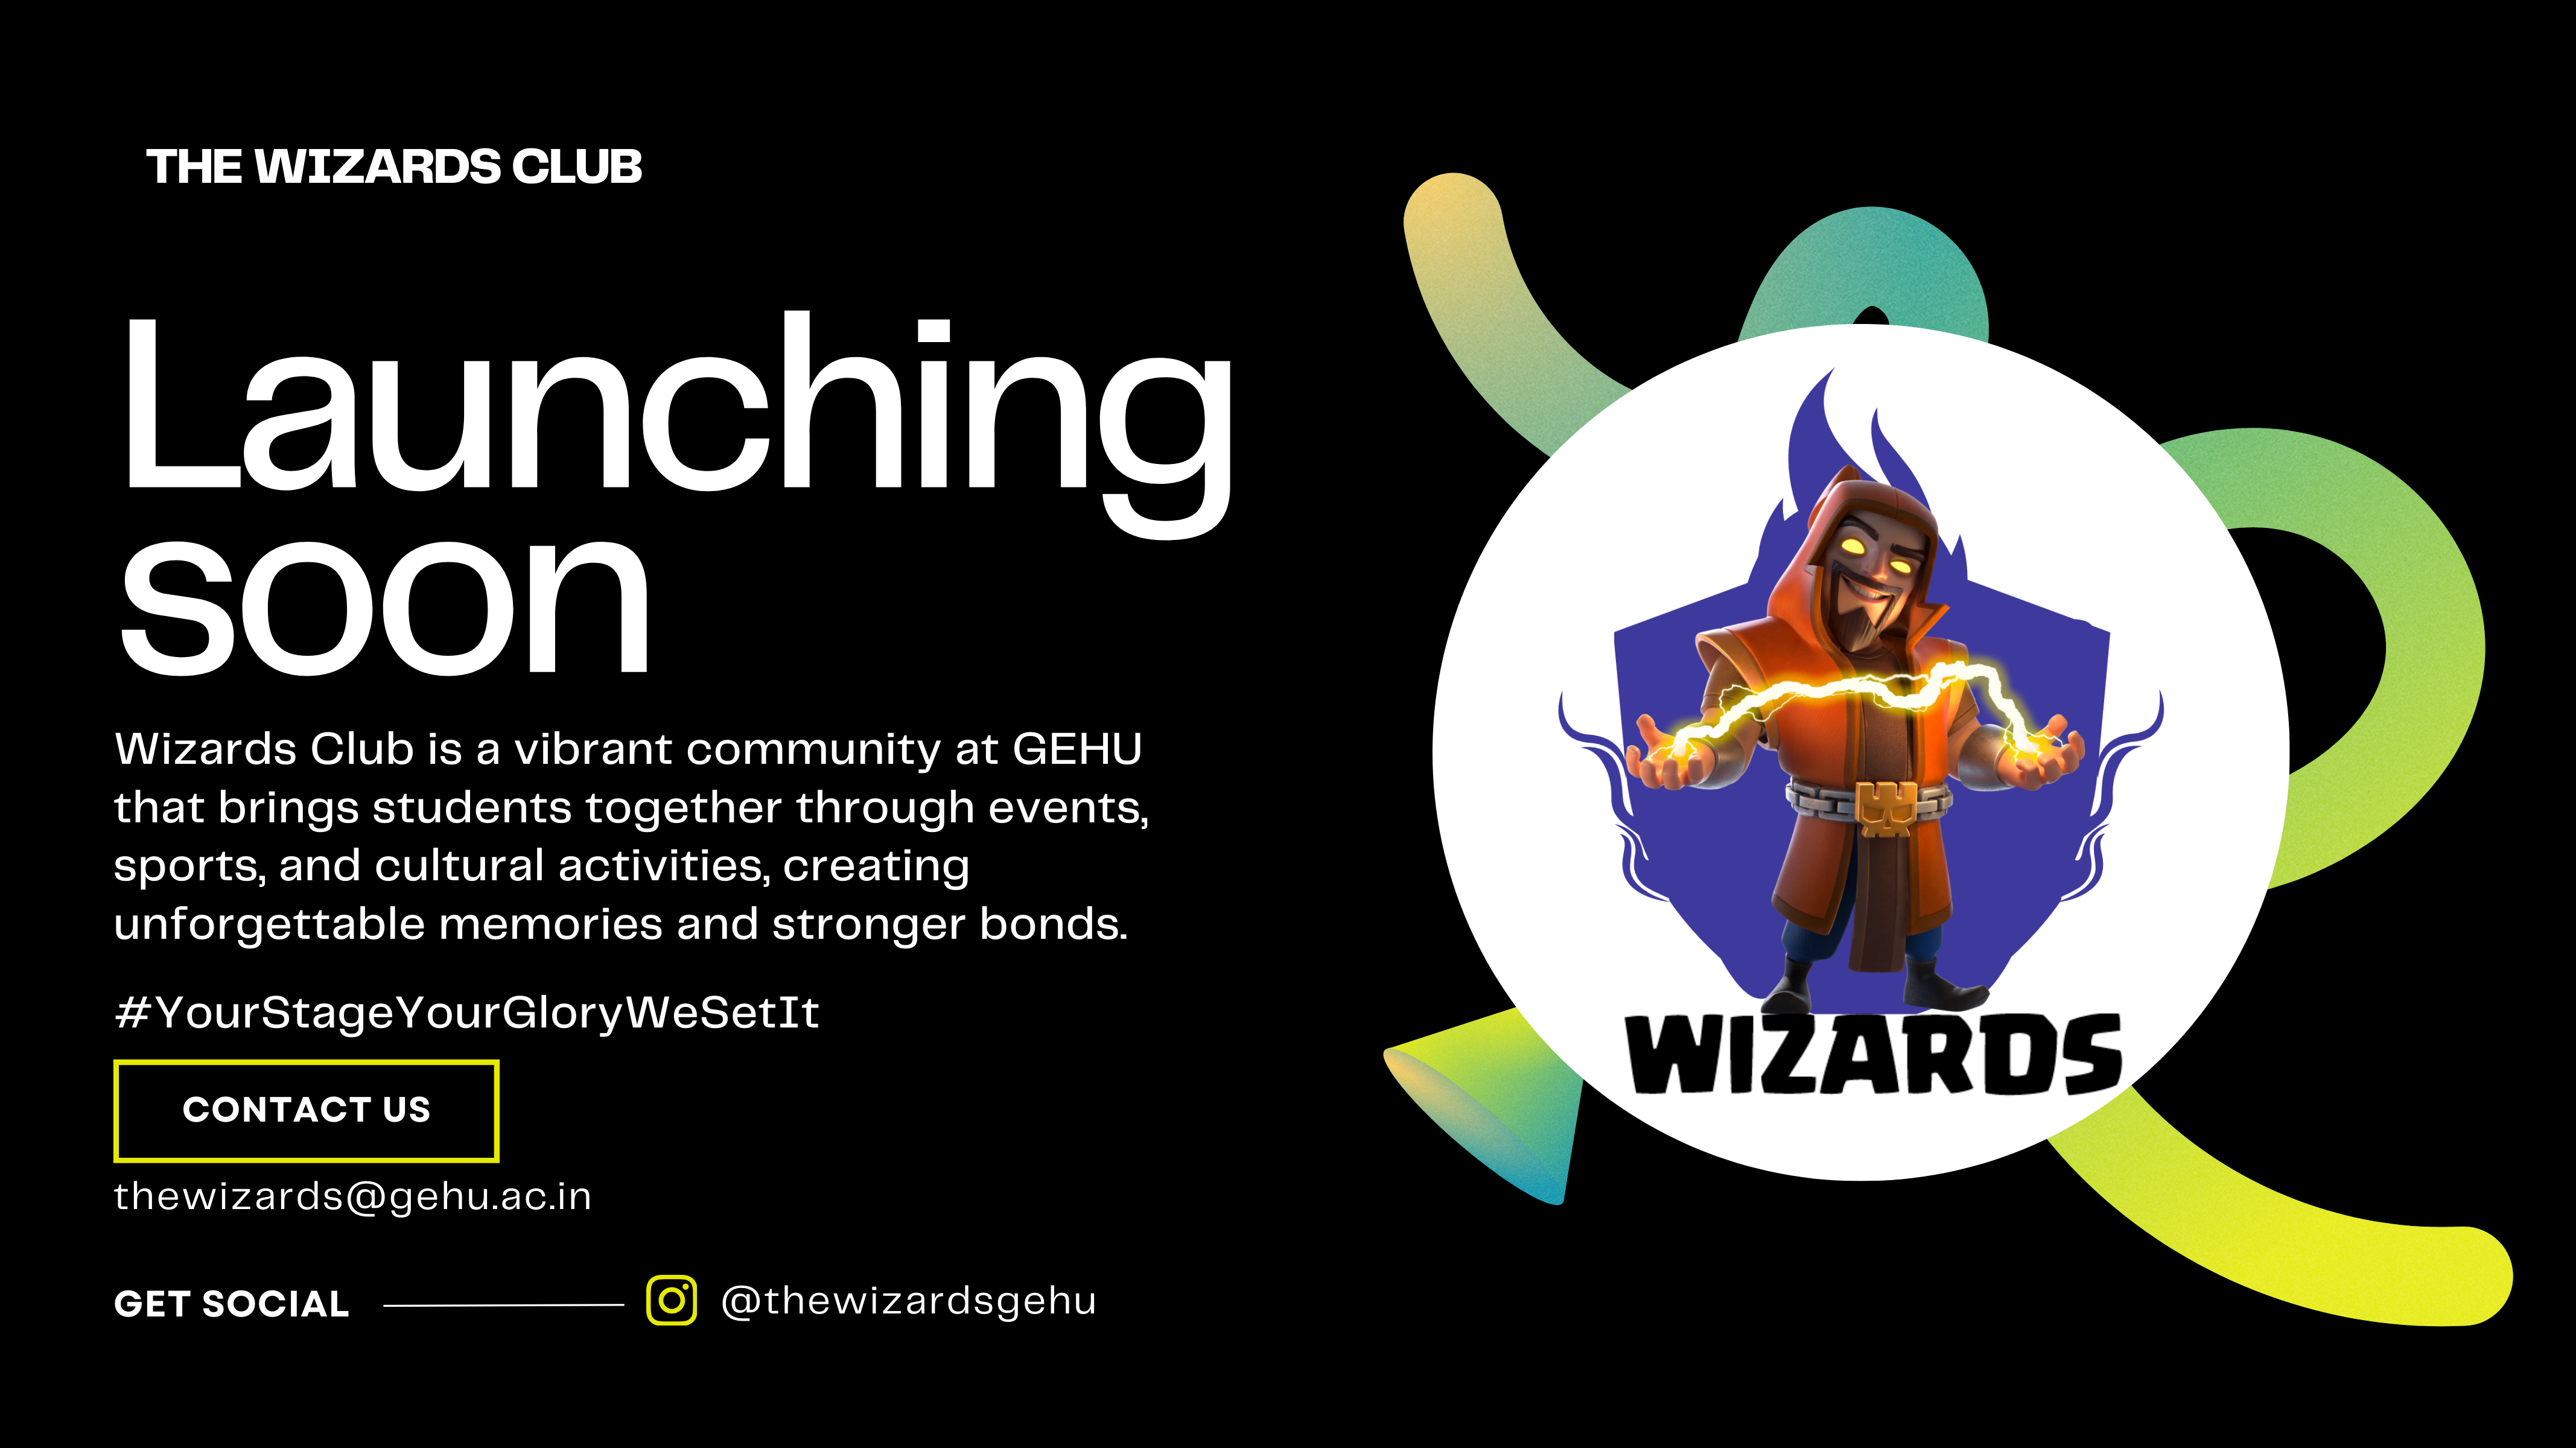 THE WIZARDS CLUB
Launching
soon
Wizards Club is a vibrant community at GEHU
that brings students together through events,
sports, and cultural activities, creating
unforgettable memories and stronger bonds.
#YourStageYourGloryWeSetIt
CONTACT US
thewizards@gehu.ac.in
GET SOCIAL @thewizardsgehu
WIZARDS